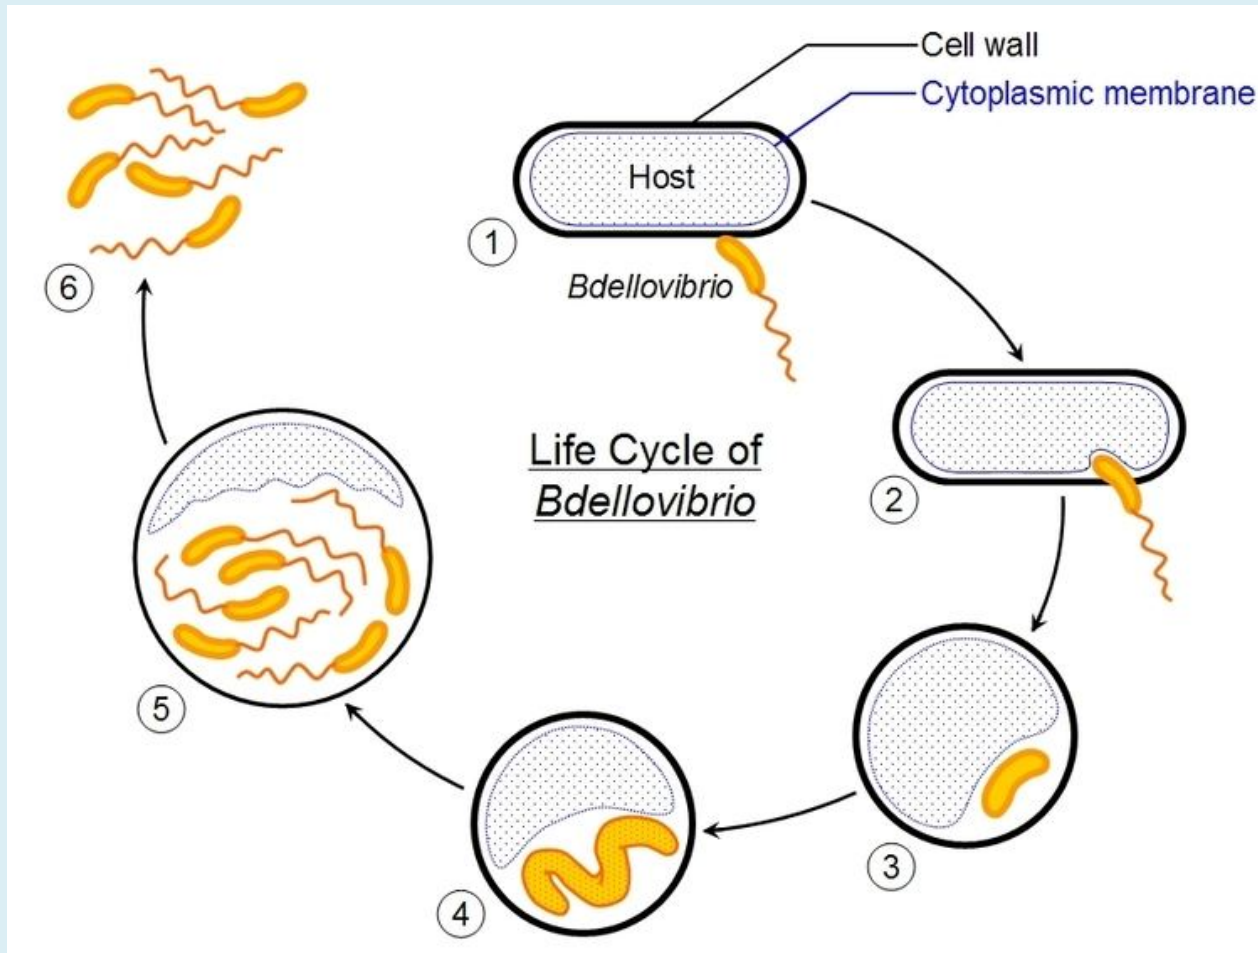 Cell wall
Cytoplasmic membrane
Host
1
Bdellovibrio
6
2
Life Cycle of
Bdellovibrio
5
3
4